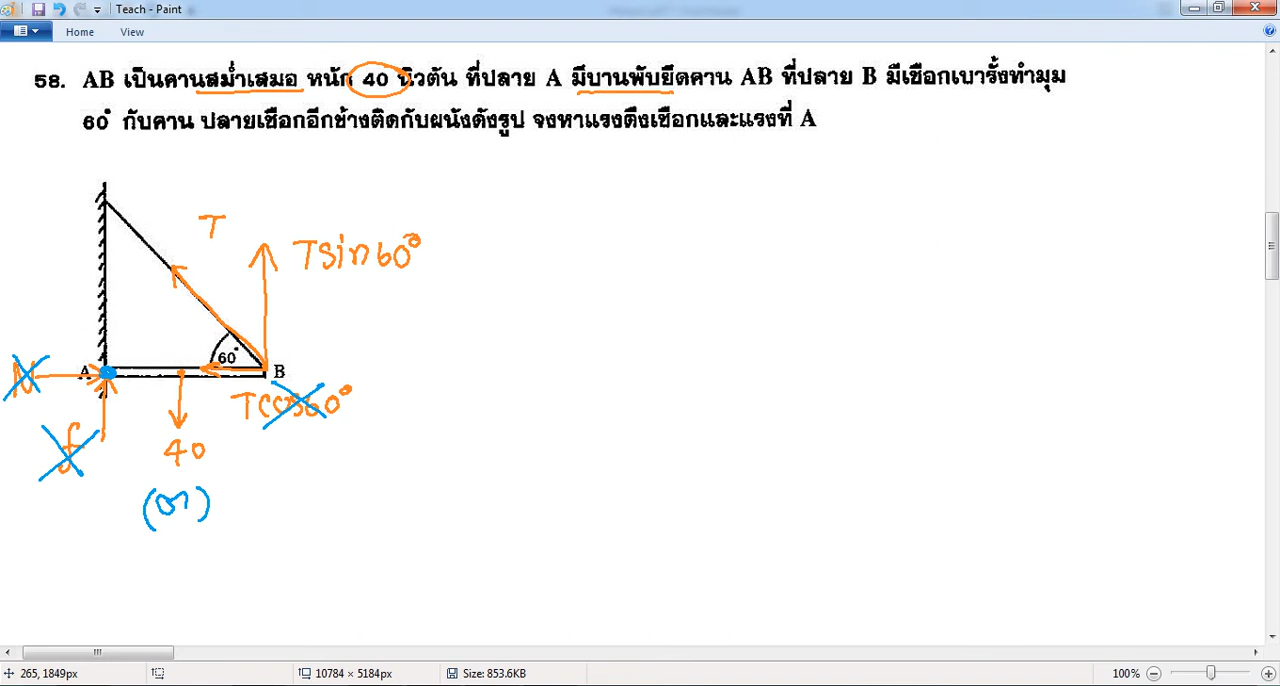 Teach - Paint
Home View
58. AB เป็นคานสม่ำเสมอ หนัก 40 นิวตัน ที่ปลาย A มีบานพับยึดคาน AB ที่ปลาย B มีเชือกเบารั้งทำมุม
60° กับคาน ปลายเชือกอีกข้างติดกับผนังดังรูป จงหาแรงตึงเชือกและแรงที่ A
T
Tsin60°
60°
A
B
N
Tcos60°
f
40
265, 1849px
10784 × 5184px
Size: 853.6KB
100%